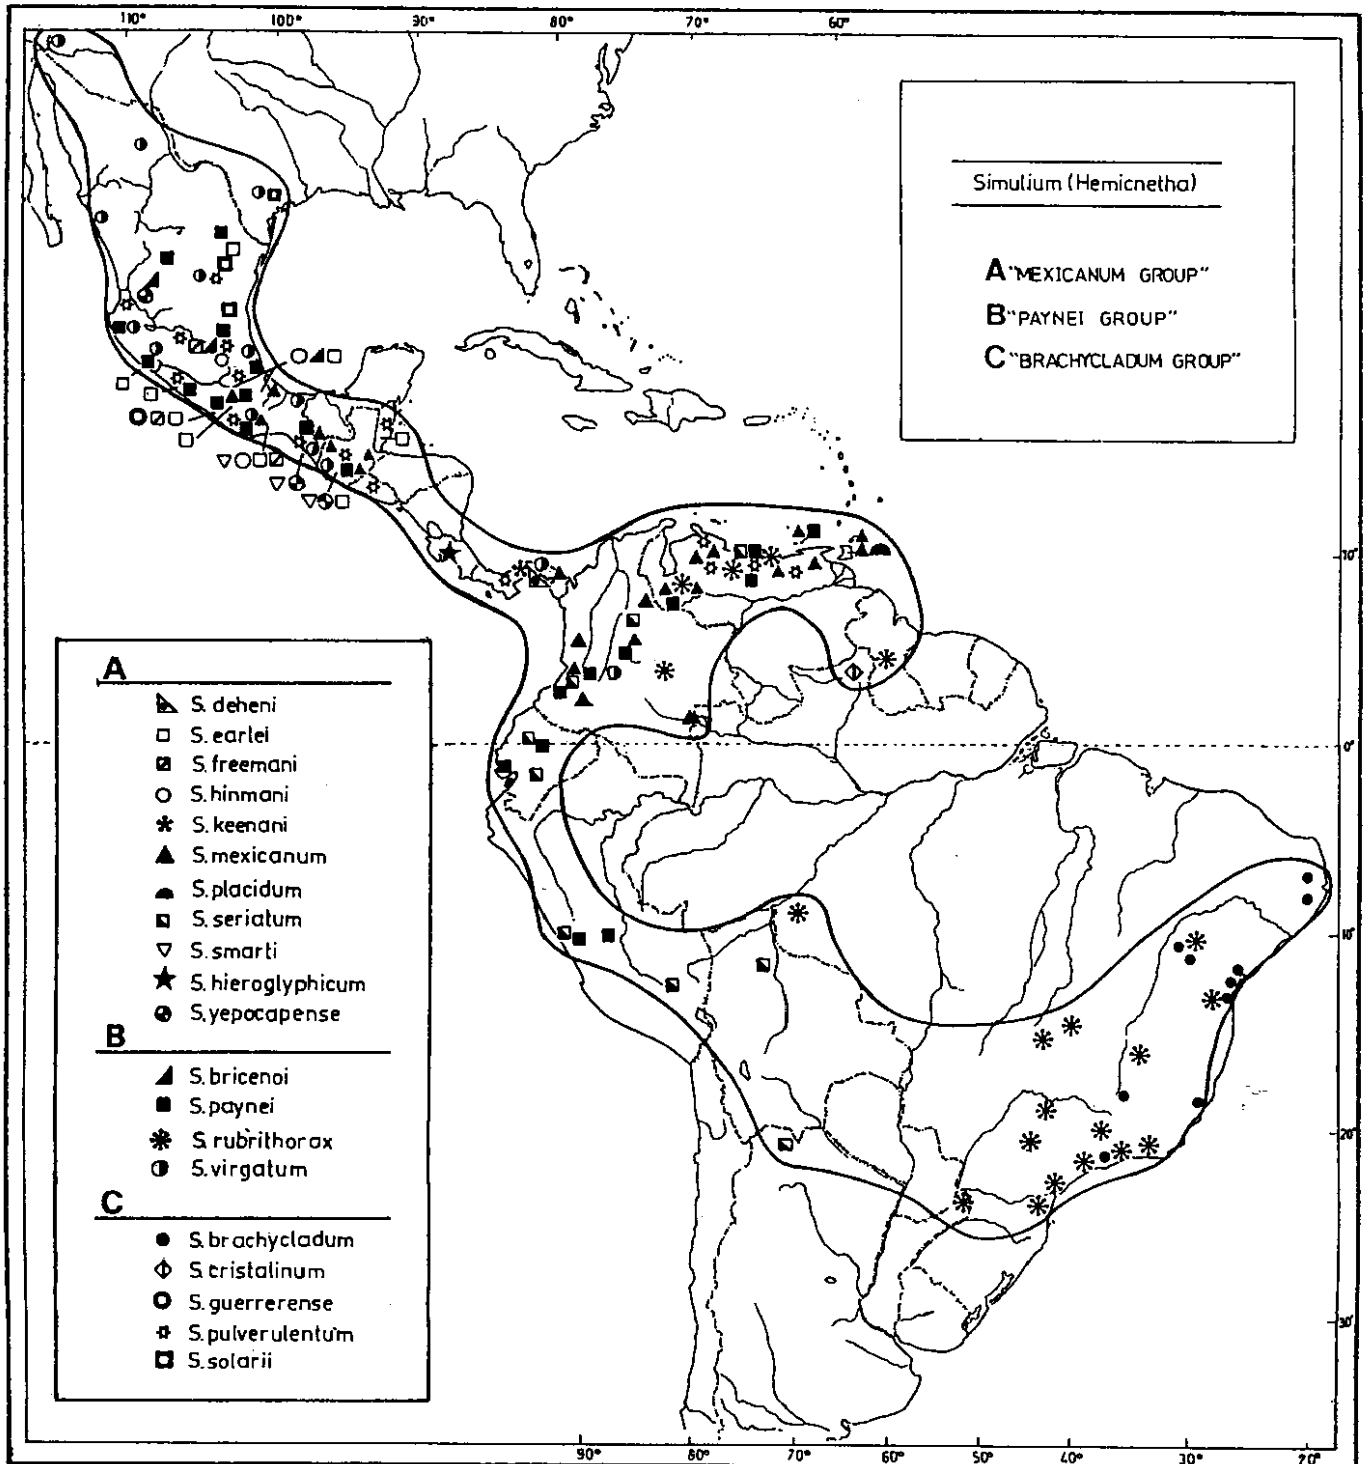 110° 100° 90° 80° 70° 60°
Simulium (Hemicnetha)
A "MEXICANUM GROUP"
B "PAYNEI GROUP"
C "BRACHYCLADUM GROUP"
10°
0°
10°
20°
30°
A
S. deheni
S. earlei
S. freemani
S. hinmani
S. keenani
S. mexicanum
S. placidum
S. seriatum
S. smarti
S. hieroglyphicum
S. yepocapense
B
S. bricenoi
S. paynei
S. rubrithorax
S. virgatum
C
S. brachycladum
S. cristalinum
S. guerrerense
S. pulverulentum
S. solarii
90° 80° 70° 60° 50° 40° 30° 20°